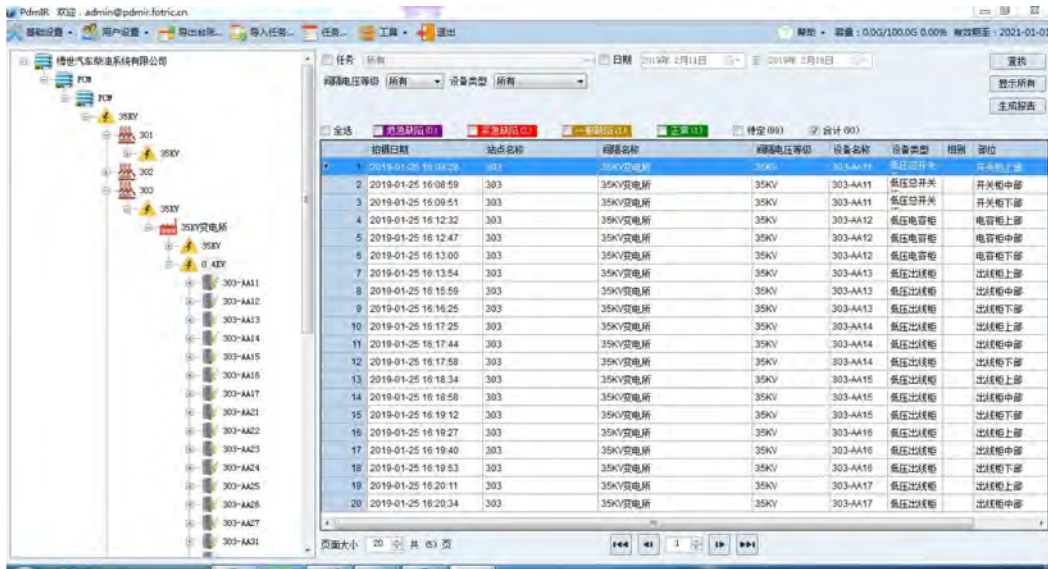 PdmIR 欢迎 . admin@pdmir.fotric.cn
基础设置 用户设置 导出台账... 导入任务... 任务... 工具 退出 帮助 容量：0.0G/100.0G 0.00% 有效期至：2021-01-01
博世汽车柴油系统有限公司
PCW
PCW
35KV
301
35KV
302
303
35KV
35KV变电所
35KV
0.4KV
303-AA11
303-AA12
303-AA13
303-AA14
303-AA15
303-AA16
303-AA17
303-AA21
303-AA22
303-AA23
303-AA24
303-AA25
303-AA26
303-AA27
303-AA31
任务 所有 日期 2019年 2月11日 至 2019年 2月18日 查找
间隔电压等级 所有 设备类型 所有 显示所有
生成报告
全选 危急缺陷(0) 紧急缺陷(0) 一般缺陷(1) 正常(1) 待定(89) 合计(90)
拍摄日期 站点名称 间隔名称 间隔电压等级 设备名称 设备类型 相别 部位
1 2019-01-25 16:08:28 303 35KV变电所 35KV 303-AA11 低压总开关 开关柜上部
2 2019-01-25 16:08:59 303 35KV变电所 35KV 303-AA11 低压总开关 开关柜中部
3 2019-01-25 16:09:51 303 35KV变电所 35KV 303-AA11 低压总开关 开关柜下部
4 2019-01-25 16:12:32 303 35KV变电所 35KV 303-AA12 低压电容柜 电容柜上部
5 2019-01-25 16:12:47 303 35KV变电所 35KV 303-AA12 低压电容柜 电容柜中部
6 2019-01-25 16:13:00 303 35KV变电所 35KV 303-AA12 低压电容柜 电容柜下部
7 2019-01-25 16:13:54 303 35KV变电所 35KV 303-AA13 低压出线柜 出线柜上部
8 2019-01-25 16:15:59 303 35KV变电所 35KV 303-AA13 低压出线柜 出线柜中部
9 2019-01-25 16:16:25 303 35KV变电所 35KV 303-AA13 低压出线柜 出线柜下部
10 2019-01-25 16:17:25 303 35KV变电所 35KV 303-AA14 低压出线柜 出线柜上部
11 2019-01-25 16:17:44 303 35KV变电所 35KV 303-AA14 低压出线柜 出线柜中部
12 2019-01-25 16:17:58 303 35KV变电所 35KV 303-AA14 低压出线柜 出线柜下部
13 2019-01-25 16:18:34 303 35KV变电所 35KV 303-AA15 低压出线柜 出线柜上部
14 2019-01-25 16:18:58 303 35KV变电所 35KV 303-AA15 低压出线柜 出线柜中部
15 2019-01-25 16:19:12 303 35KV变电所 35KV 303-AA15 低压出线柜 出线柜下部
16 2019-01-25 16:19:27 303 35KV变电所 35KV 303-AA16 低压出线柜 出线柜上部
17 2019-01-25 16:19:40 303 35KV变电所 35KV 303-AA16 低压出线柜 出线柜中部
18 2019-01-25 16:19:53 303 35KV变电所 35KV 303-AA16 低压出线柜 出线柜下部
19 2019-01-25 16:20:11 303 35KV变电所 35KV 303-AA17 低压出线柜 出线柜上部
20 2019-01-25 16:20:34 303 35KV变电所 35KV 303-AA17 低压出线柜 出线柜中部
页面大小 20 共 (5) 页 1